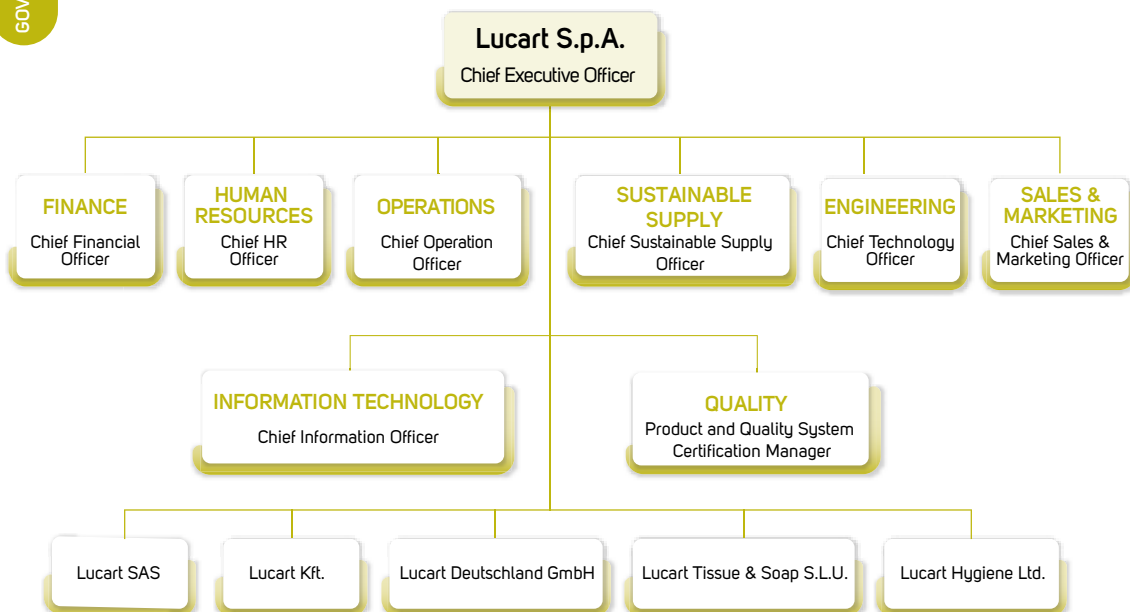 GOV
Lucart S.p.A.
Chief Executive Officer
FINANCE
Chief Financial
Officer
HUMAN
RESOURCES
Chief HR
Officer
OPERATIONS
Chief Operation
Officer
SUSTAINABLE
SUPPLY
Chief Sustainable Supply
Officer
ENGINEERING
Chief Technology
Officer
SALES &
MARKETING
Chief Sales &
Marketing Officer
INFORMATION TECHNOLOGY
Chief Information Officer
QUALITY
Product and Quality System
Certification Manager
Lucart SAS
Lucart Kft.
Lucart Deutschland GmbH
Lucart Tissue & Soap S.L.U.
Lucart Hygiene Ltd.